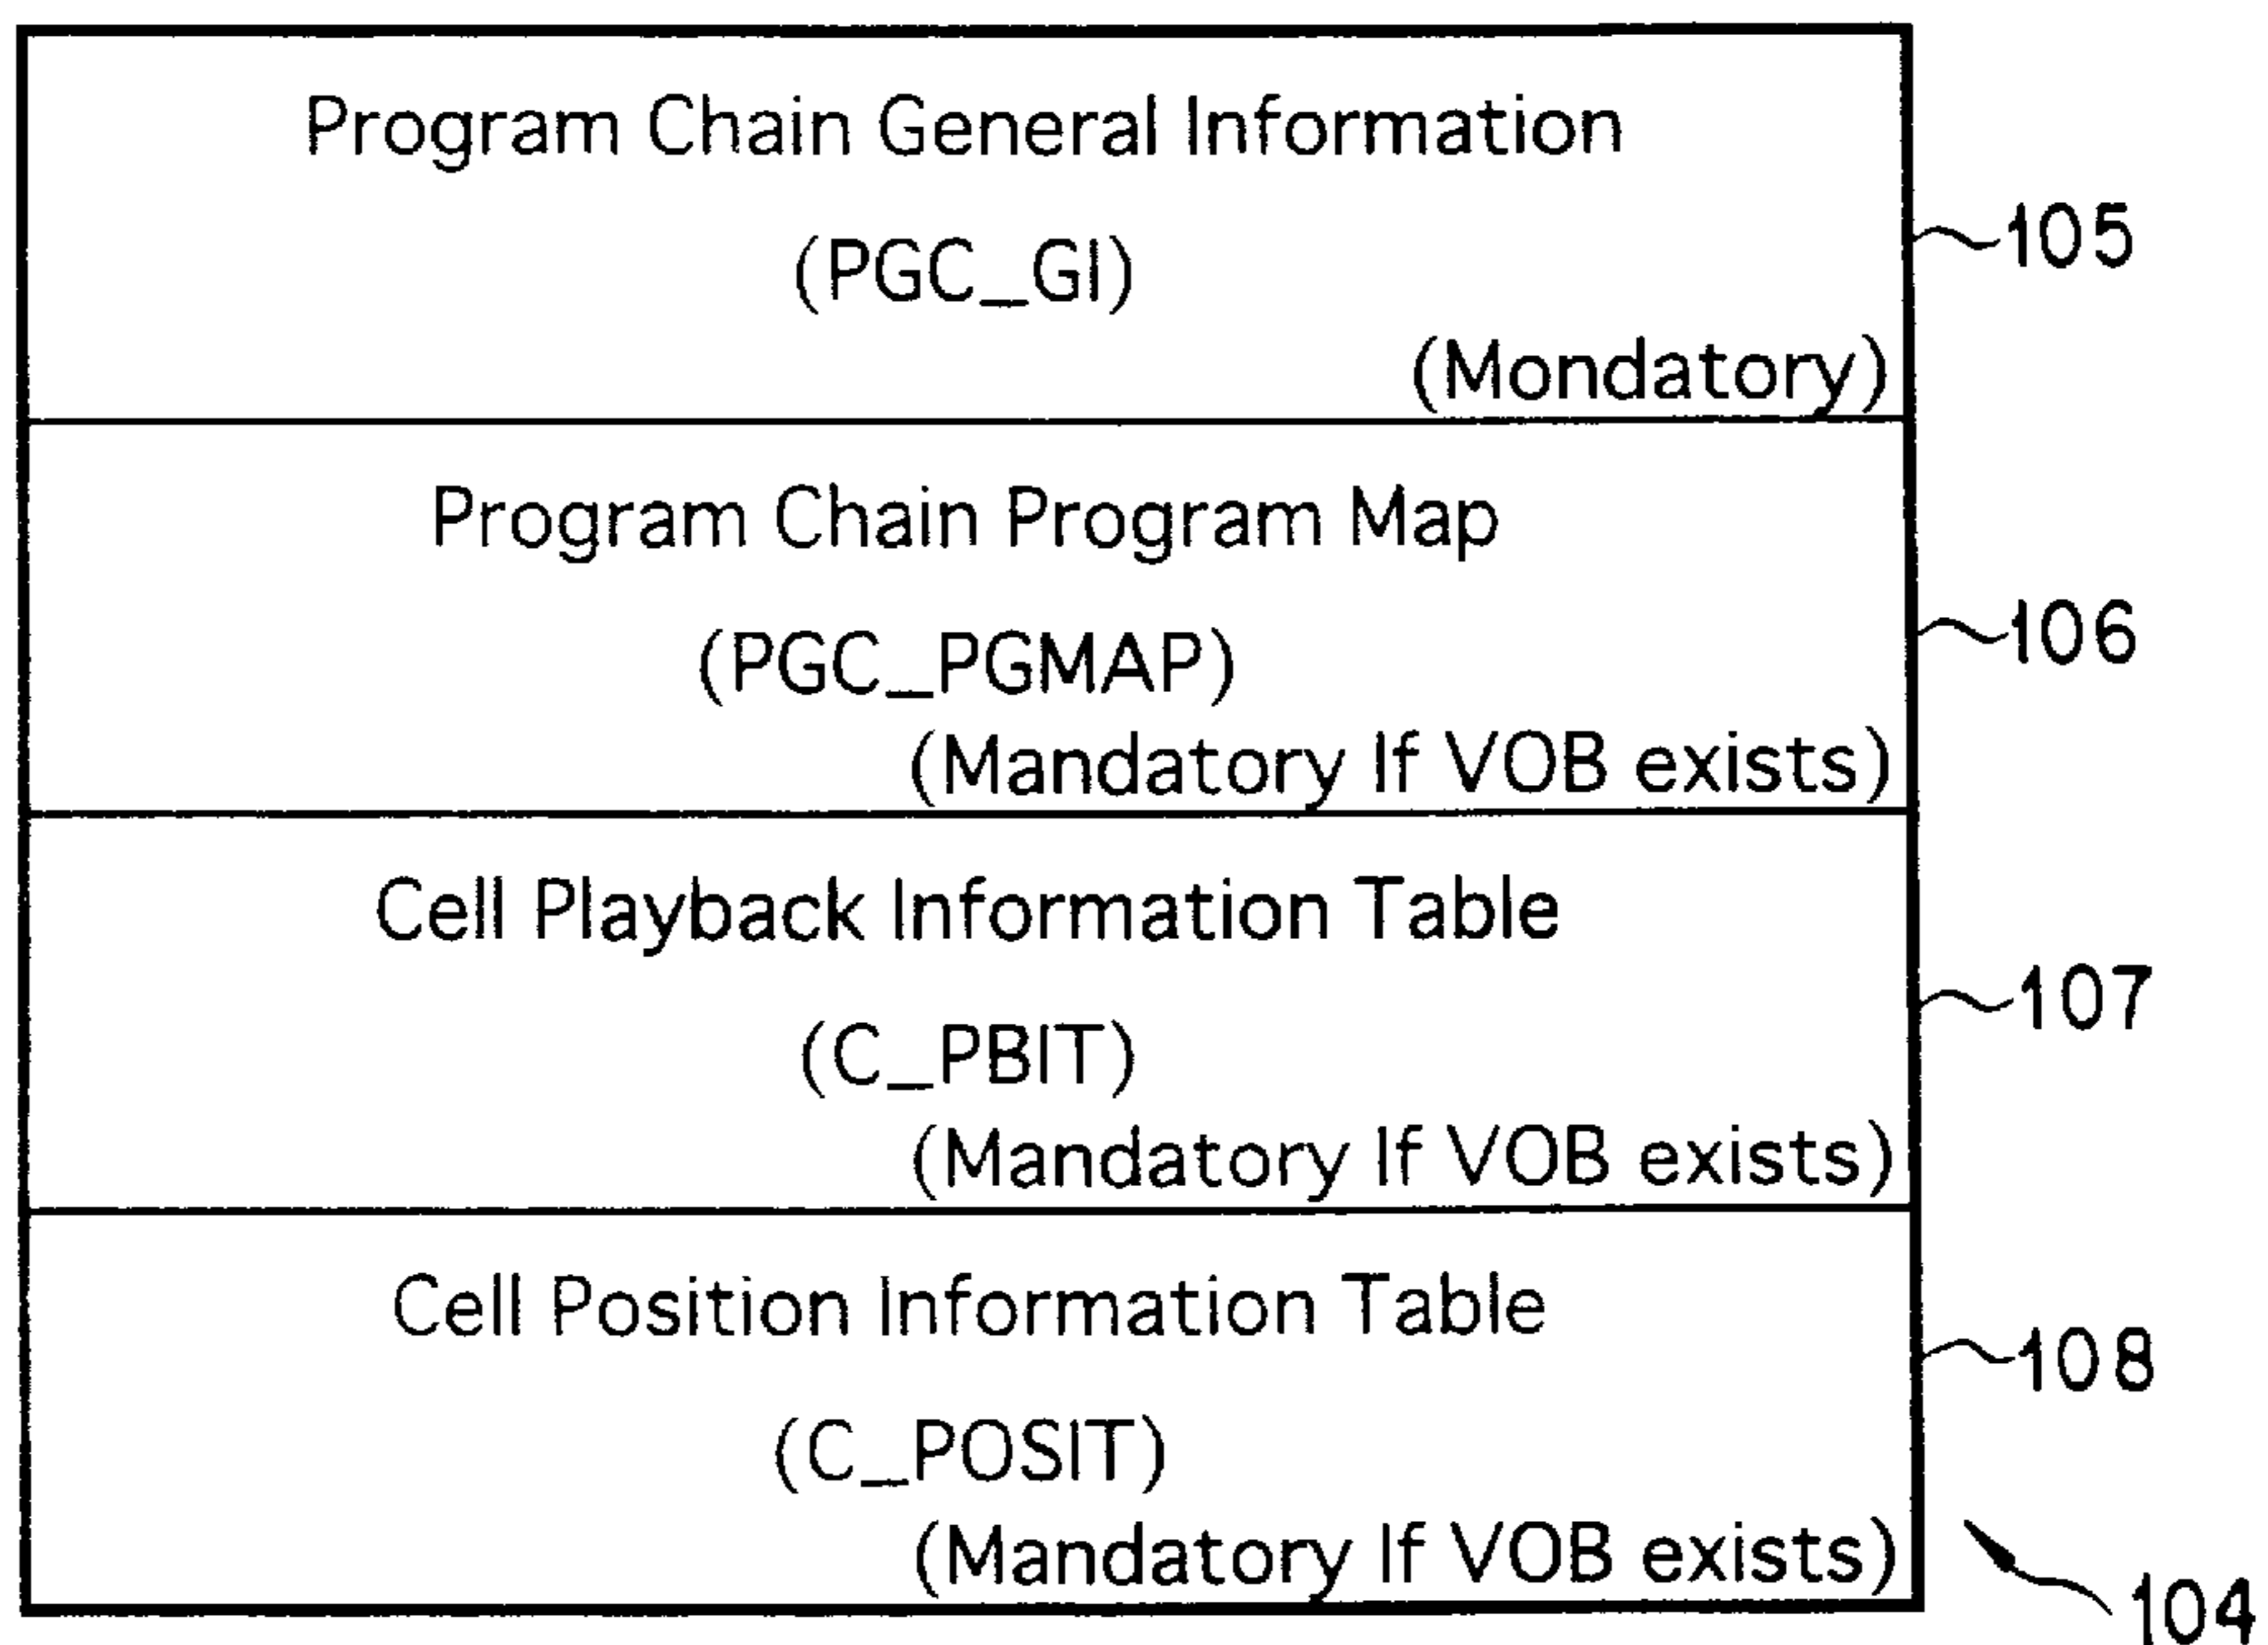 Program Chain General Information
(PGC_GI)
105
(Mondatory)
Program Chain Program Map
(PGC_PGMAP)
106
(Mandatory If VOB exists)
Cell Playback Information Table
(C_PBIT)
107
(Mandatory If VOB exists)
Cell Position Information Table
108
(C_POSIT)
(Mandatory If VOB exists)
104